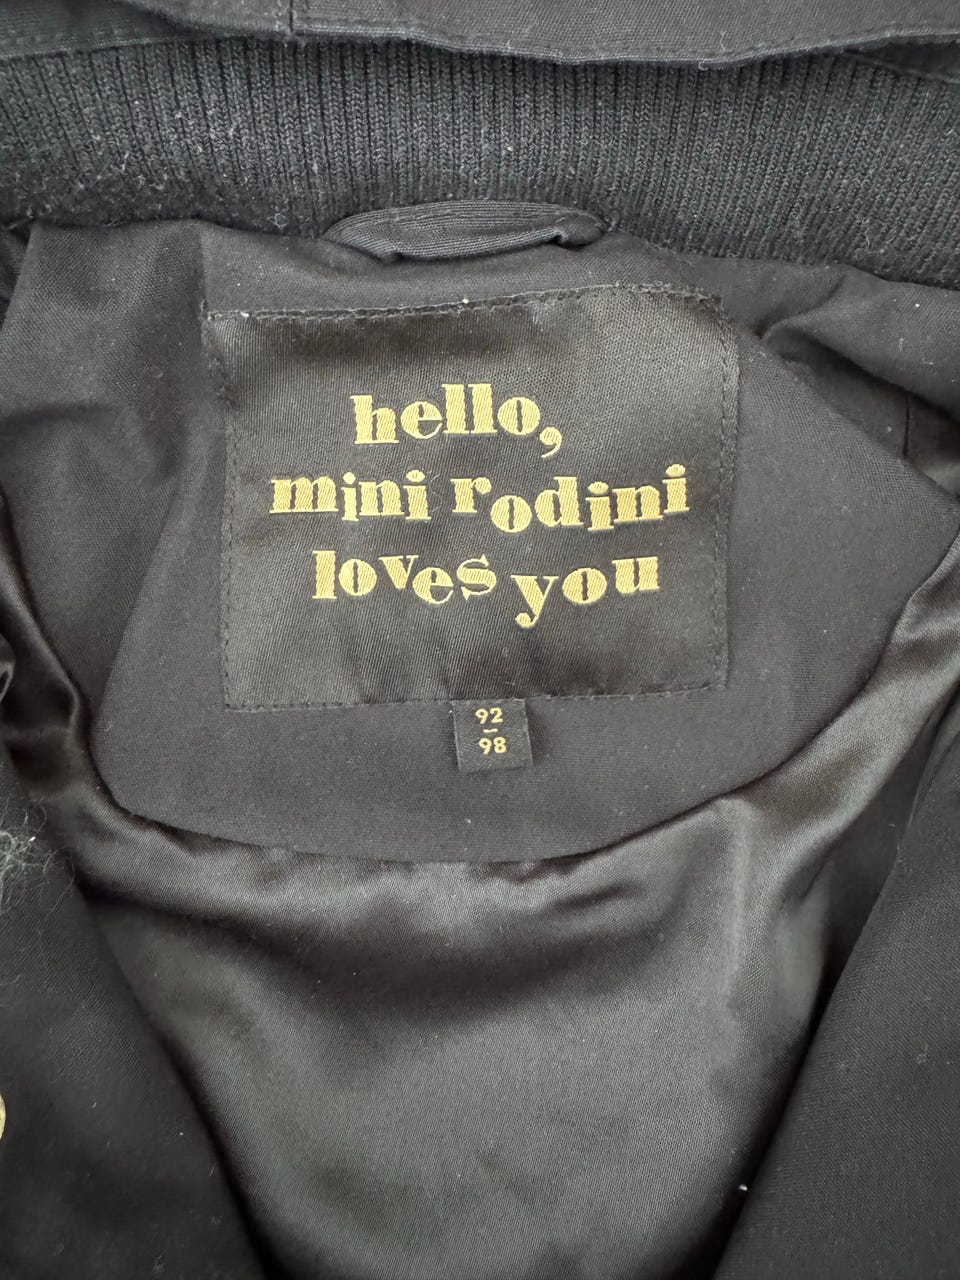 hello,
mini rodini
loves you
92
-
98